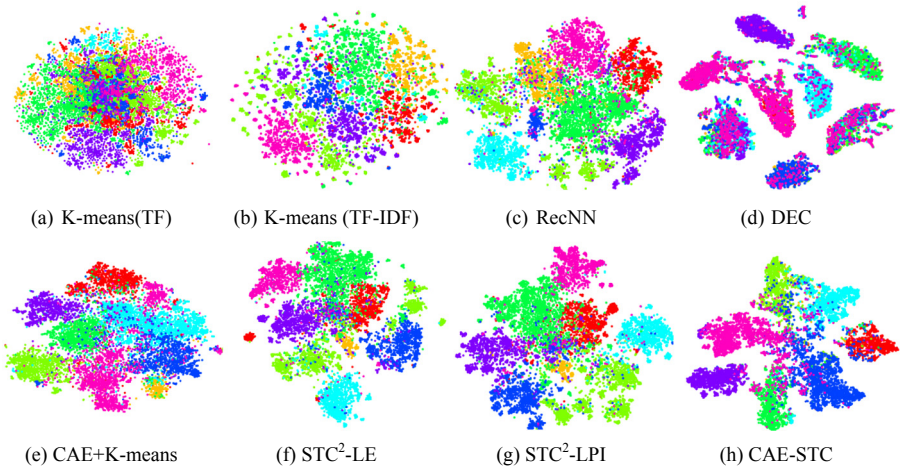 (a) K-means(TF)
(b) K-means (TF-IDF)
(c) RecNN
(d) DEC
(e) CAE+K-means
(f) STC²-LE
(g) STC²-LPI
(h) CAE-STC